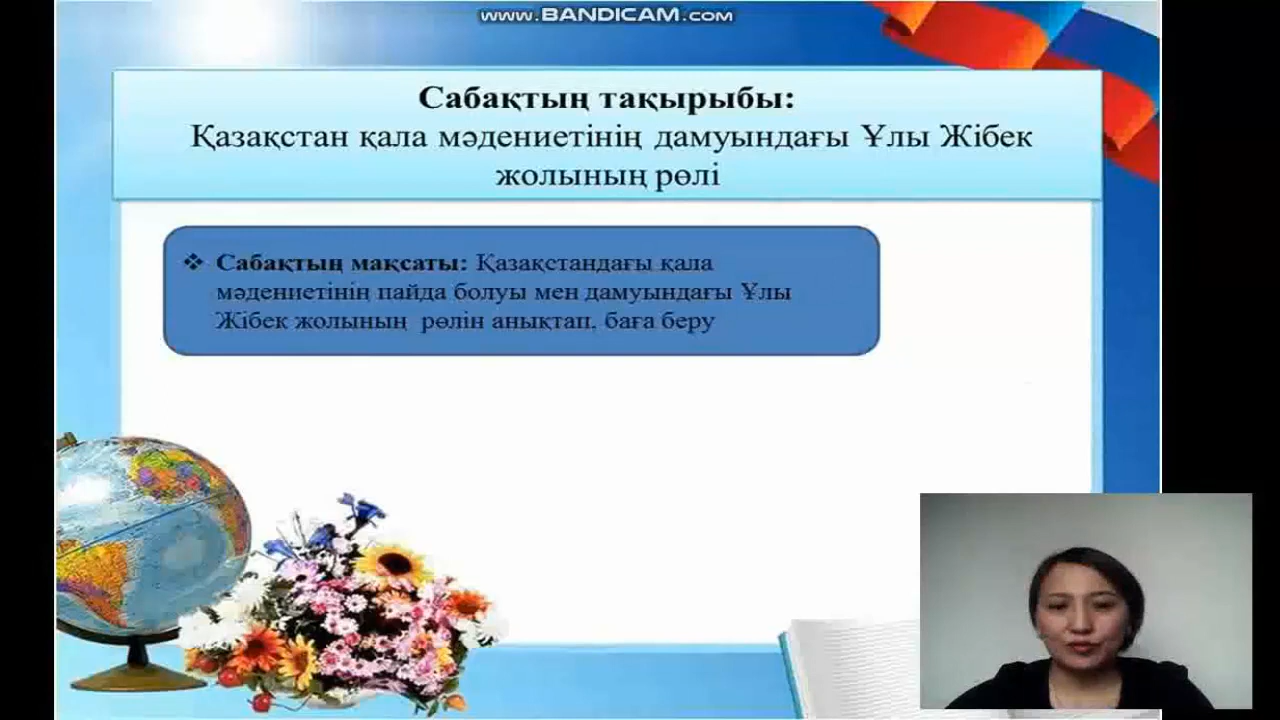 www.BANDICAM.com
Сабақтың тақырыбы:
Қазақстан қала мәдениетінің дамуындағы Ұлы Жібек
жолының рөлі
❖ Сабақтың мақсаты: Қазақстандағы қала
мәдениетінің пайда болуы мен дамуындағы Ұлы
Жібек жолының рөлін анықтап, баға беру